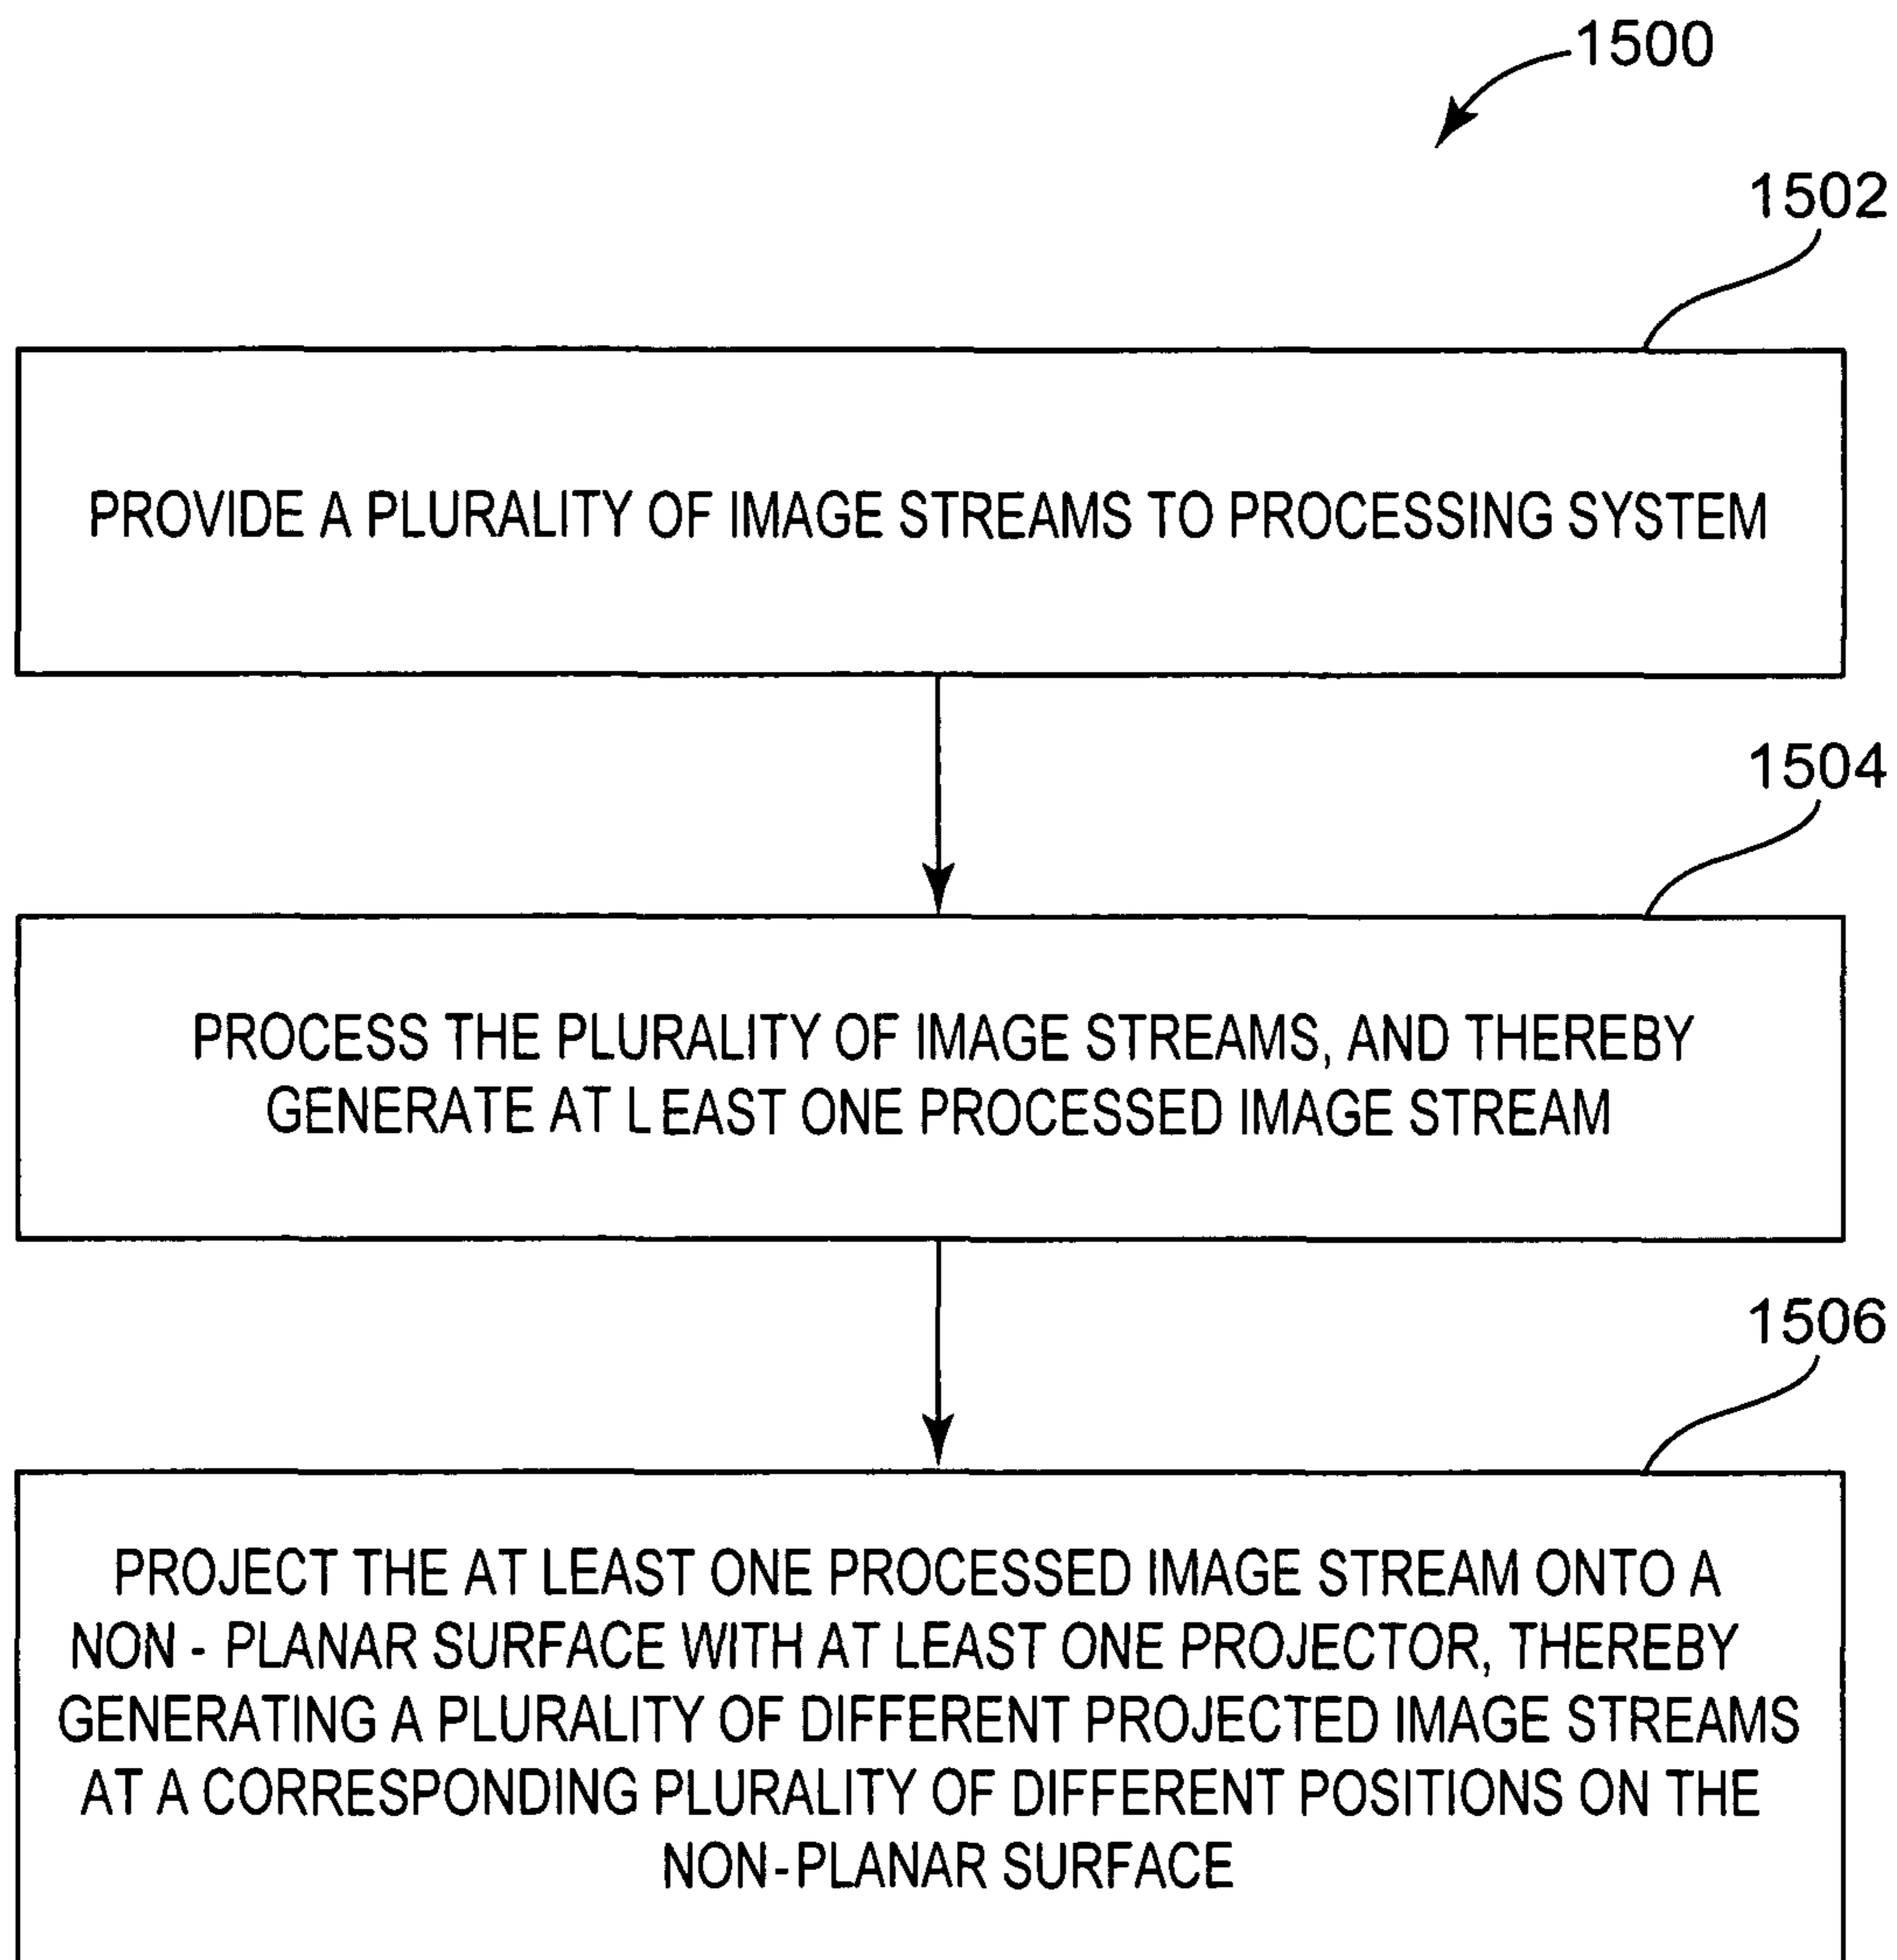 1500
1502
PROVIDE A PLURALITY OF IMAGE STREAMS TO PROCESSING SYSTEM
1504
PROCESS THE PLURALITY OF IMAGE STREAMS, AND THEREBY
GENERATE AT LEAST ONE PROCESSED IMAGE STREAM
1506
PROJECT THE AT LEAST ONE PROCESSED IMAGE STREAM ONTO A
NON - PLANAR SURFACE WITH AT LEAST ONE PROJECTOR, THEREBY
GENERATING A PLURALITY OF DIFFERENT PROJECTED IMAGE STREAMS
AT A CORRESPONDING PLURALITY OF DIFFERENT POSITIONS ON THE
NON-PLANAR SURFACE